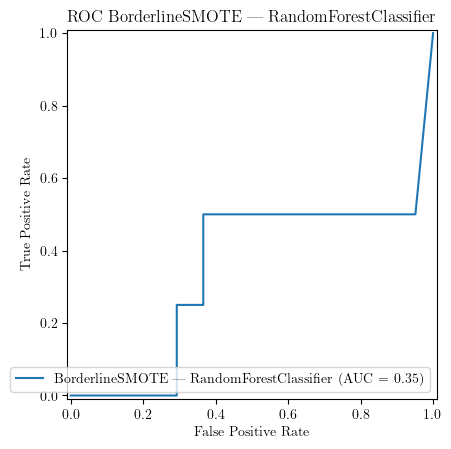 ROC BorderlineSMOTE — RandomForestClassifier
1.0
0.8
0.6
0.4
0.2
0.0
True Positive Rate
BorderlineSMOTE — RandomForestClassifier (AUC = 0.35)
0.0 0.2 0.4 0.6 0.8 1.0
False Positive Rate